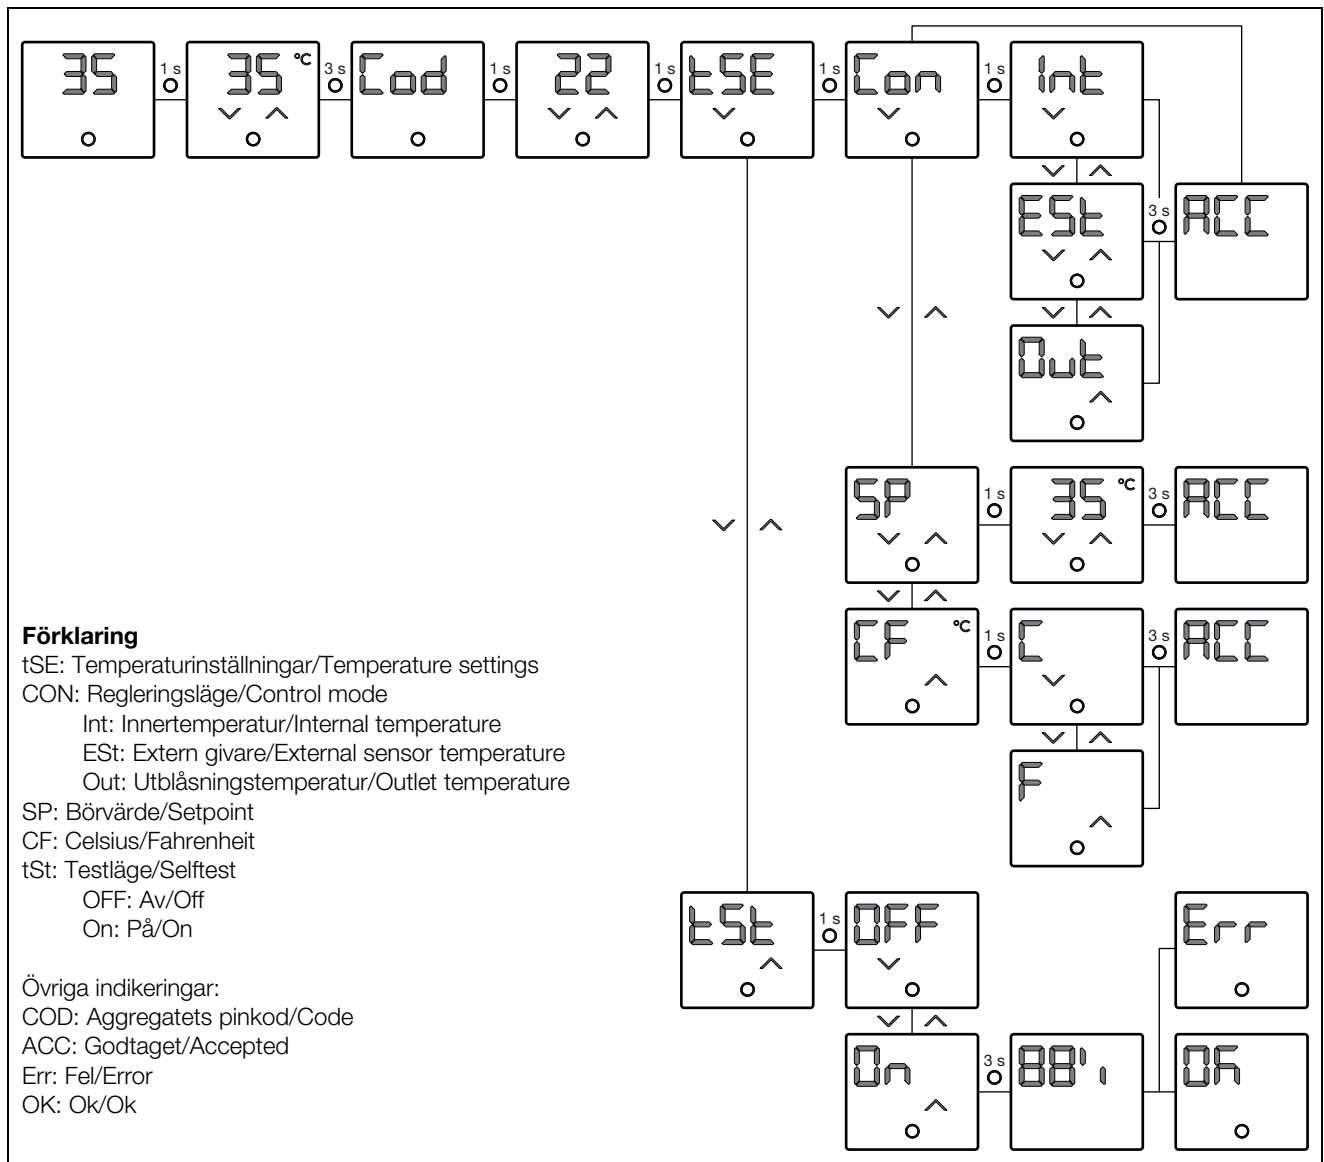 35 1 s 35 °C 3 s Cod 1 s 22 1 s tSE 1 s Con 1 s Int
ESt 3 s ACC
Out
SP 1 s 35 °C 3 s ACC
CF °C 1 s C 3 s ACC
F
Förklaring
tSE: Temperaturinställningar/Temperature settings
CON: Regleringsläge/Control mode
Int: Innertemperatur/Internal temperature
ESt: Extern givare/External sensor temperature
Out: Utblåsningstemperatur/Outlet temperature
SP: Börvärde/Setpoint
CF: Celsius/Fahrenheit
tSt: Testläge/Selftest
OFF: Av/Off
On: På/On
Övriga indikeringar:
COD: Aggregatets pinkod/Code
ACC: Godtaget/Accepted
Err: Fel/Error
OK: Ok/Ok
tSt 1 s OFF Err
On 3 s 88 OK